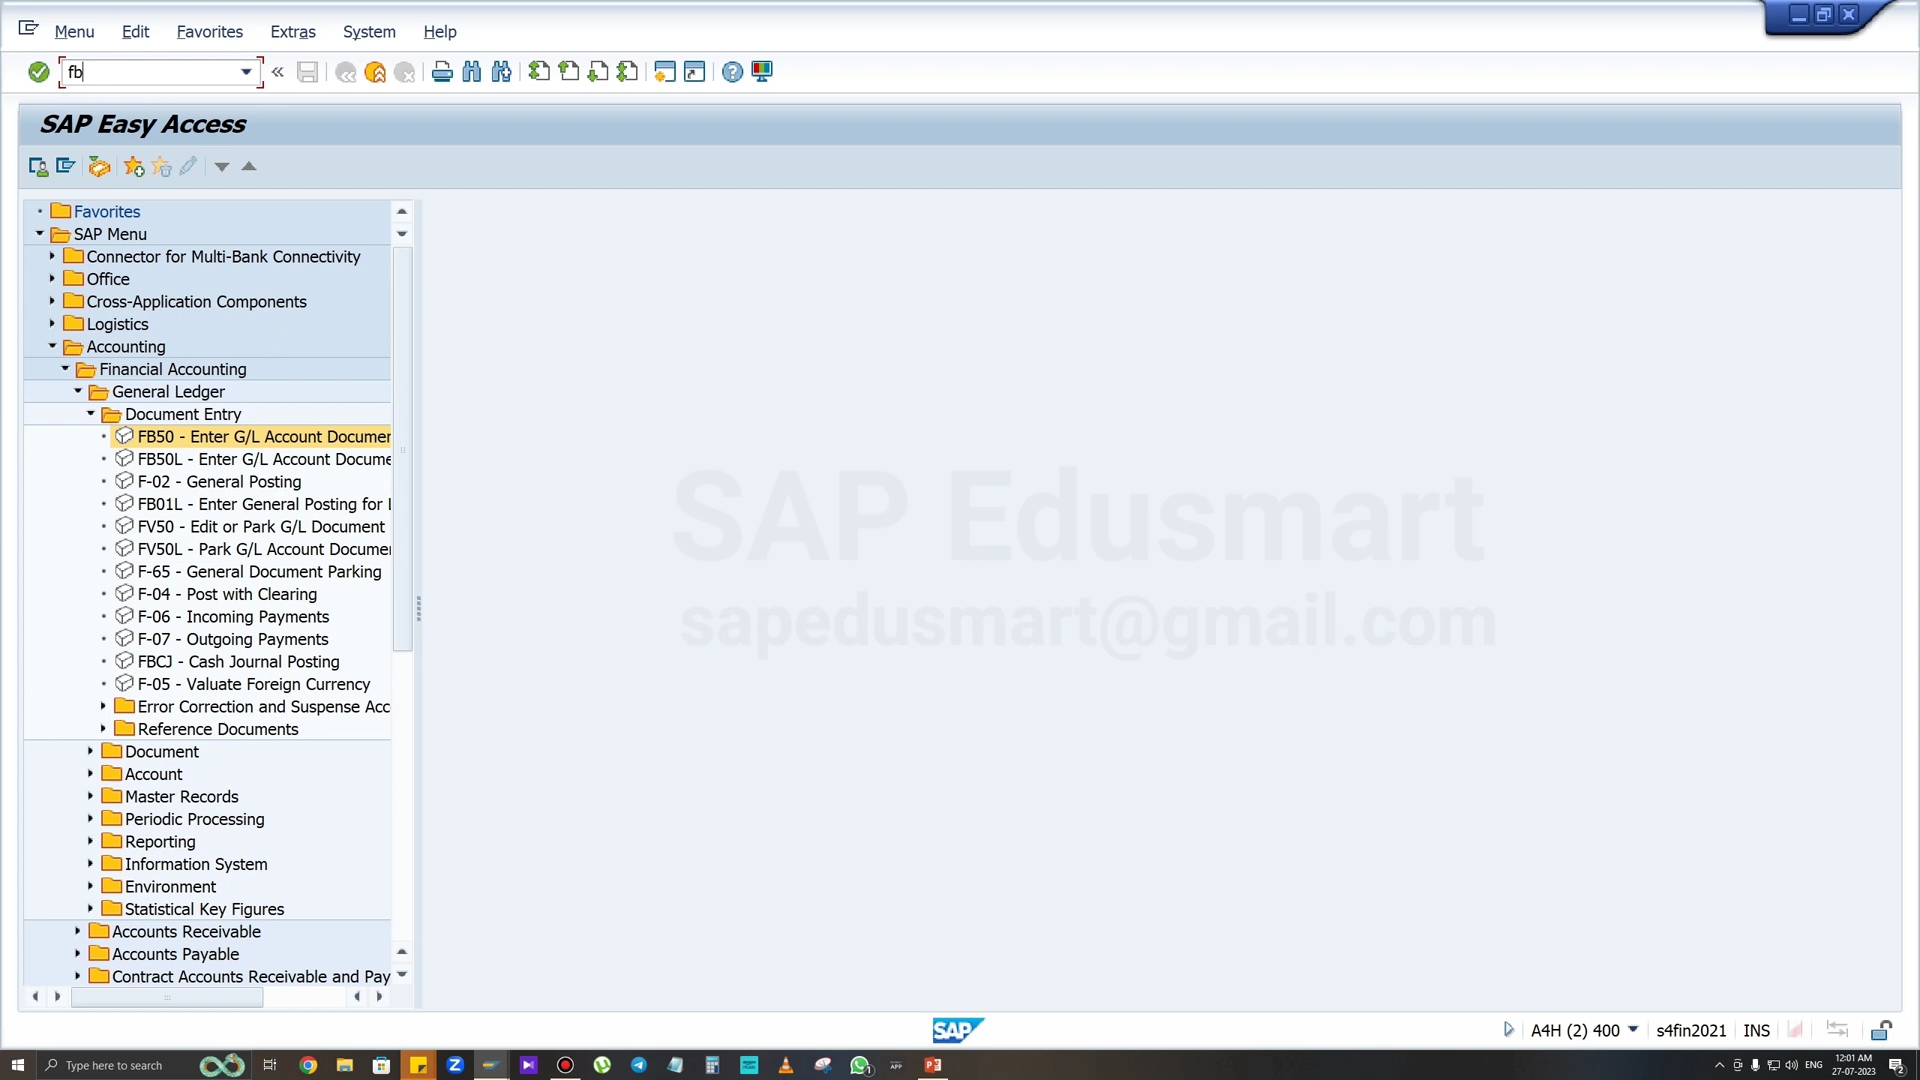 Menu Edit Favorites Extras System Help
fb
SAP Easy Access
Favorites
SAP Menu
Connector for Multi-Bank Connectivity
Office
Cross-Application Components
Logistics
Accounting
Financial Accounting
General Ledger
Document Entry
FB50 - Enter G/L Account Documen
FB50L - Enter G/L Account Docume
F-02 - General Posting
FB01L - Enter General Posting for
FV50 - Edit or Park G/L Document
FV50L - Park G/L Account Documen
F-65 - General Document Parking
F-04 - Post with Clearing
F-06 - Incoming Payments
F-07 - Outgoing Payments
FBCJ - Cash Journal Posting
F-05 - Valuate Foreign Currency
Error Correction and Suspense Acc
Reference Documents
Document
Account
Master Records
Periodic Processing
Reporting
Information System
Environment
Statistical Key Figures
Accounts Receivable
Accounts Payable
Contract Accounts Receivable and Pay
SAP Edusmart
sapedusmart@gmail.com
SAP
A4H (2) 400 s4fin2021 INS
Type here to search
ENG
12:01 AM
27-07-2023